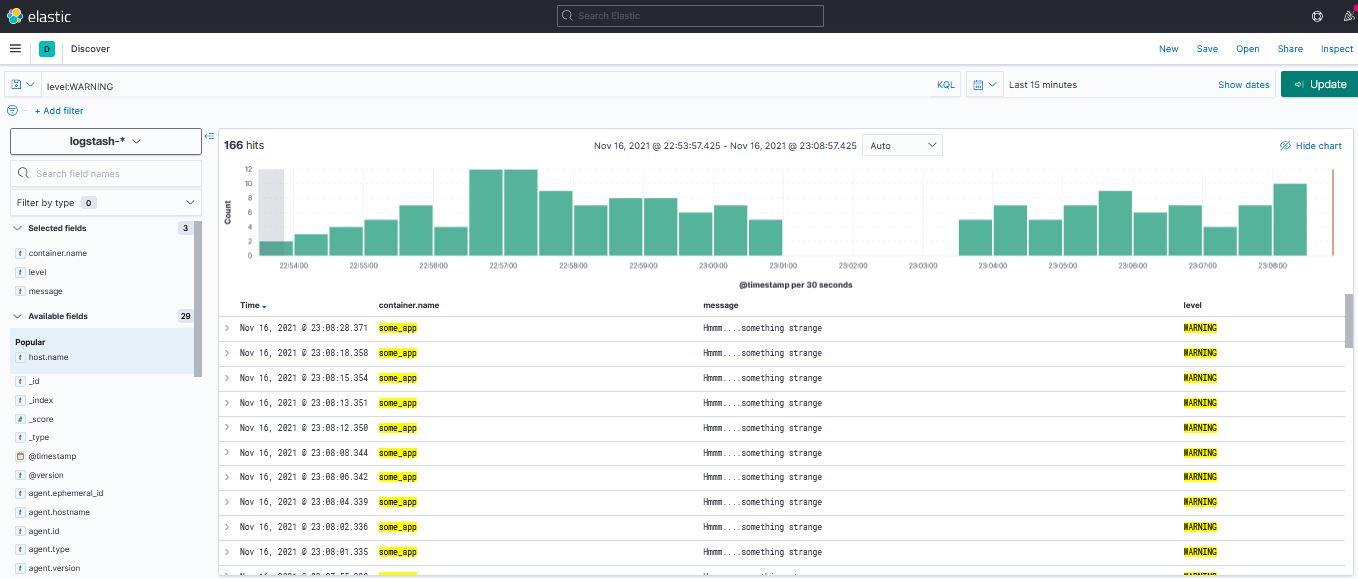 elastic
Search Elastic
D
Discover
New Save Open Share Inspect
level:WARNING
KQL
Last 15 minutes
Show dates
Update
+ Add filter
logstash-*
Search field names
Filter by type 0
Selected fields 3
t container.name
t level
t message
Available fields 29
Popular
t host.name
t _id
t _index
# _score
t _type
@timestamp
t @version
t agent.ephemeral_id
t agent.hostname
t agent.id
t agent.type
t agent.version
166 hits
Nov 16, 2021 @ 22:53:57.425 - Nov 16, 2021 @ 23:08:57.425
Auto
Hide chart
Count
12
10
8
6
4
2
0
22:54:00 22:55:00 22:56:00 22:57:00 22:58:00 22:59:00 23:00:00 23:01:00 23:02:00 23:03:00 23:04:00 23:05:00 23:06:00 23:07:00 23:08:00
@timestamp per 30 seconds
Time container.name message level
Nov 16, 2021 @ 23:08:28.371 some_app Hmmm....something strange WARNING
Nov 16, 2021 @ 23:08:18.358 some_app Hmmm....something strange WARNING
Nov 16, 2021 @ 23:08:15.354 some_app Hmmm....something strange WARNING
Nov 16, 2021 @ 23:08:13.351 some_app Hmmm....something strange WARNING
Nov 16, 2021 @ 23:08:12.350 some_app Hmmm....something strange WARNING
Nov 16, 2021 @ 23:08:08.344 some_app Hmmm....something strange WARNING
Nov 16, 2021 @ 23:08:06.342 some_app Hmmm....something strange WARNING
Nov 16, 2021 @ 23:08:04.339 some_app Hmmm....something strange WARNING
Nov 16, 2021 @ 23:08:02.336 some_app Hmmm....something strange WARNING
Nov 16, 2021 @ 23:08:01.335 some_app Hmmm....something strange WARNING